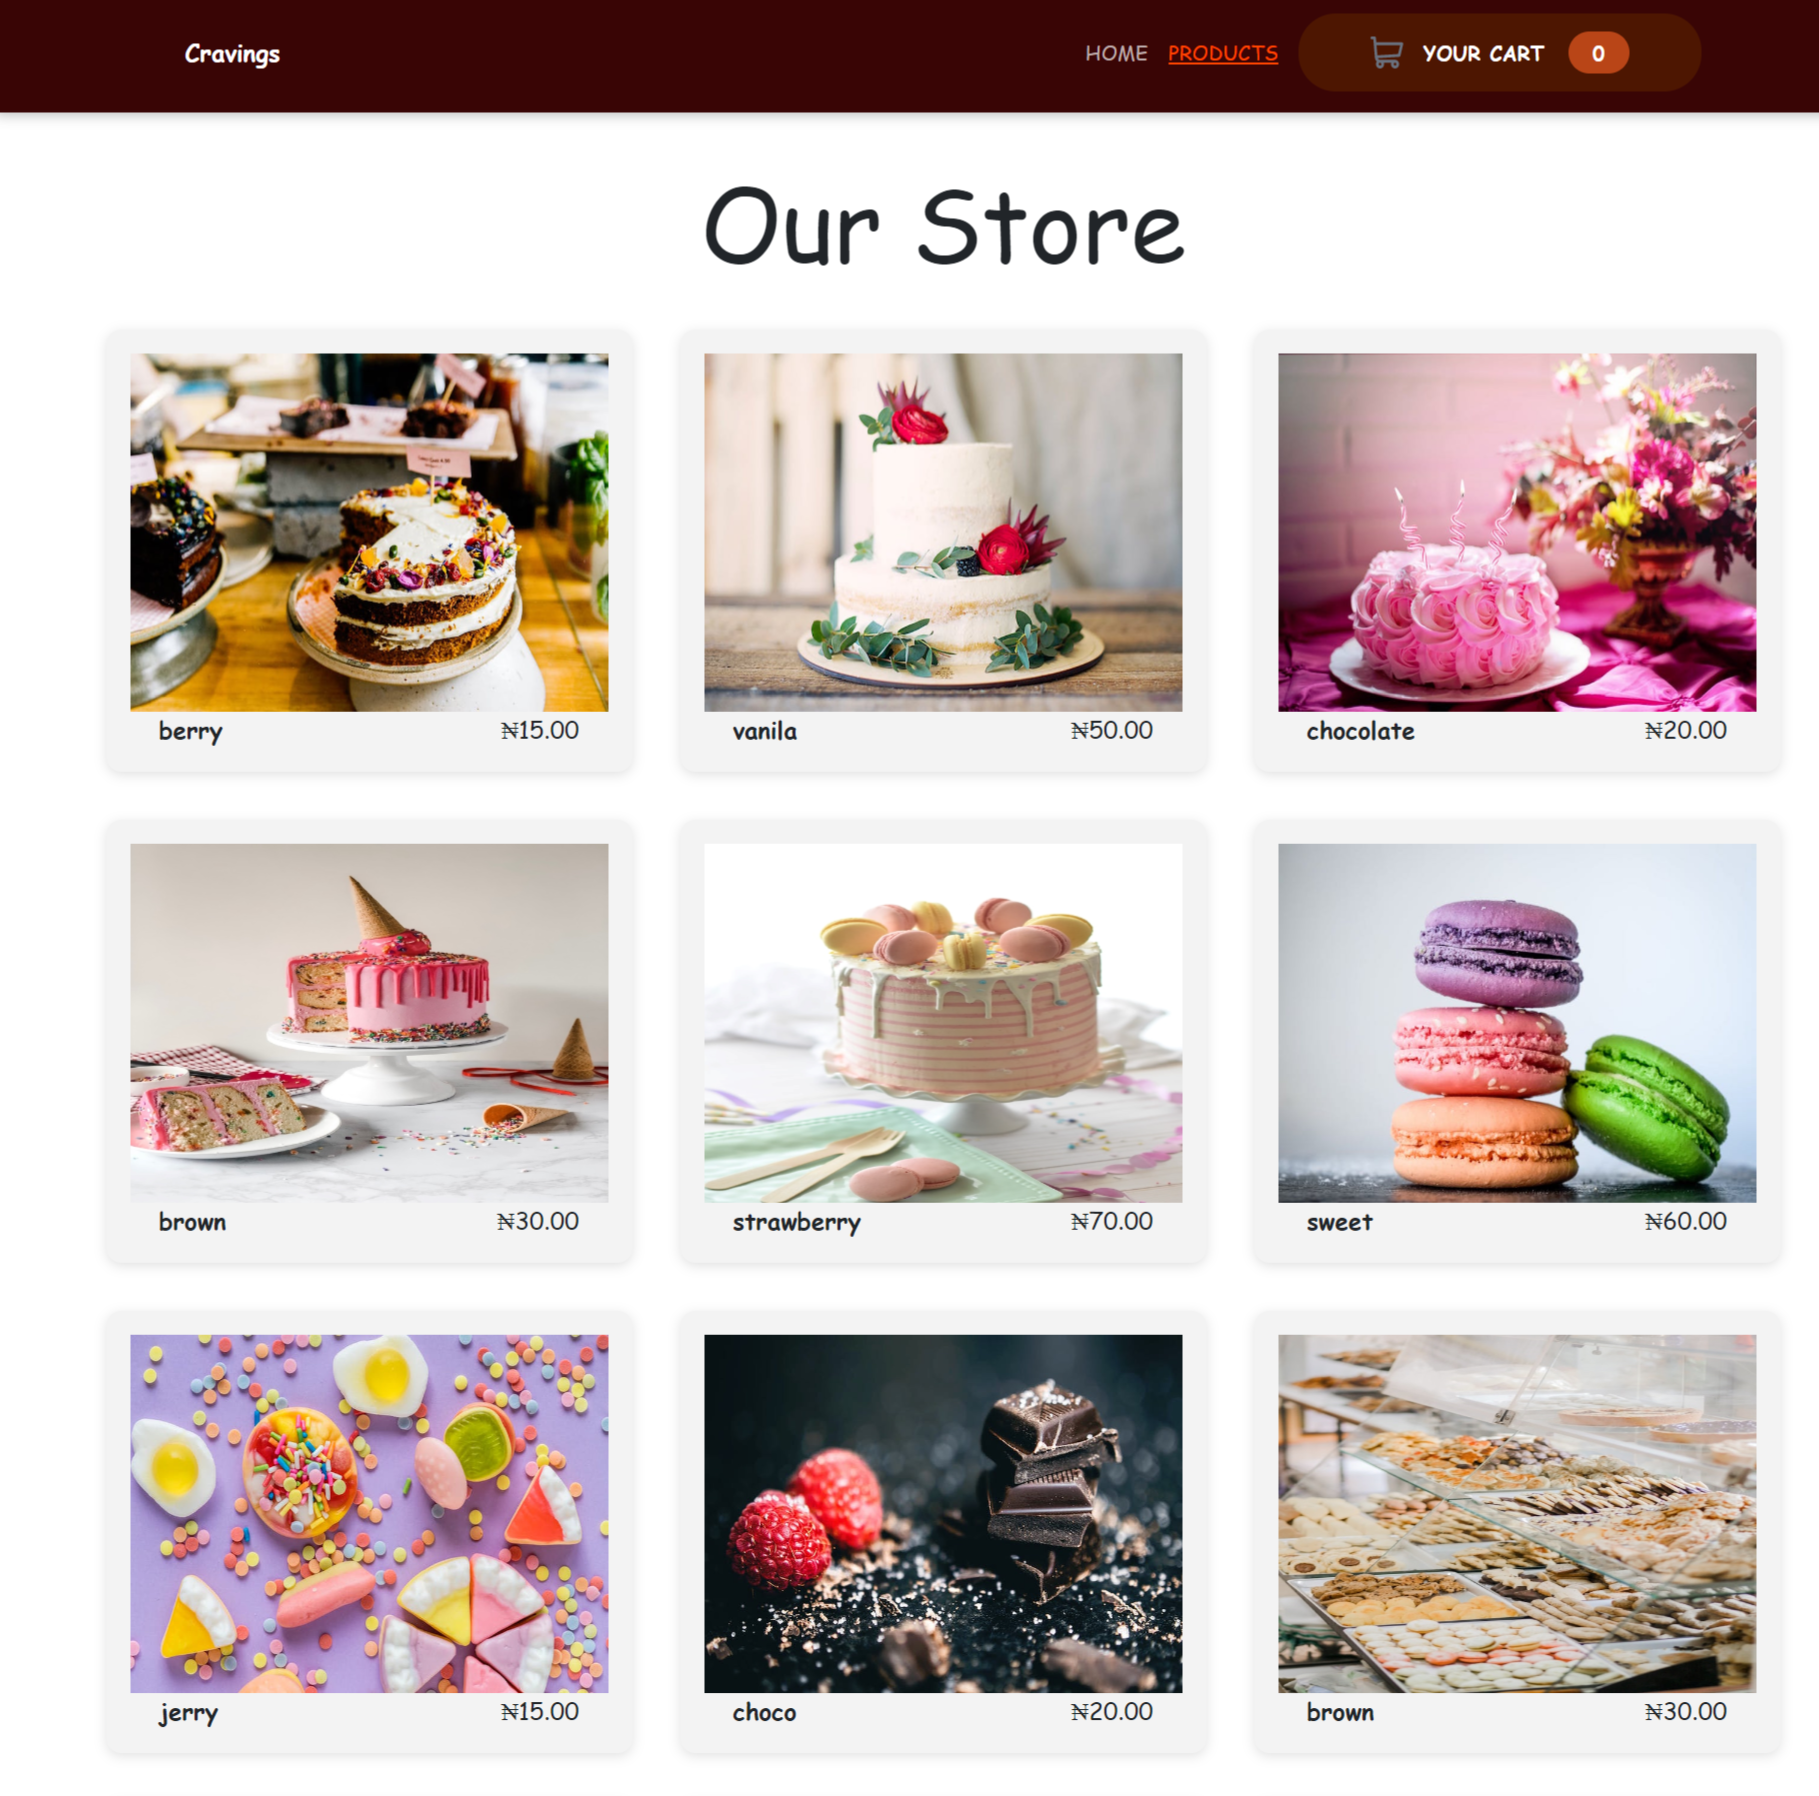 Cravings
HOME PRODUCTS YOUR CART 0
Our Store
berry ₦15.00
vanila ₦50.00
chocolate ₦20.00
brown ₦30.00
strawberry ₦70.00
sweet ₦60.00
jerry ₦15.00
choco ₦20.00
brown ₦30.00